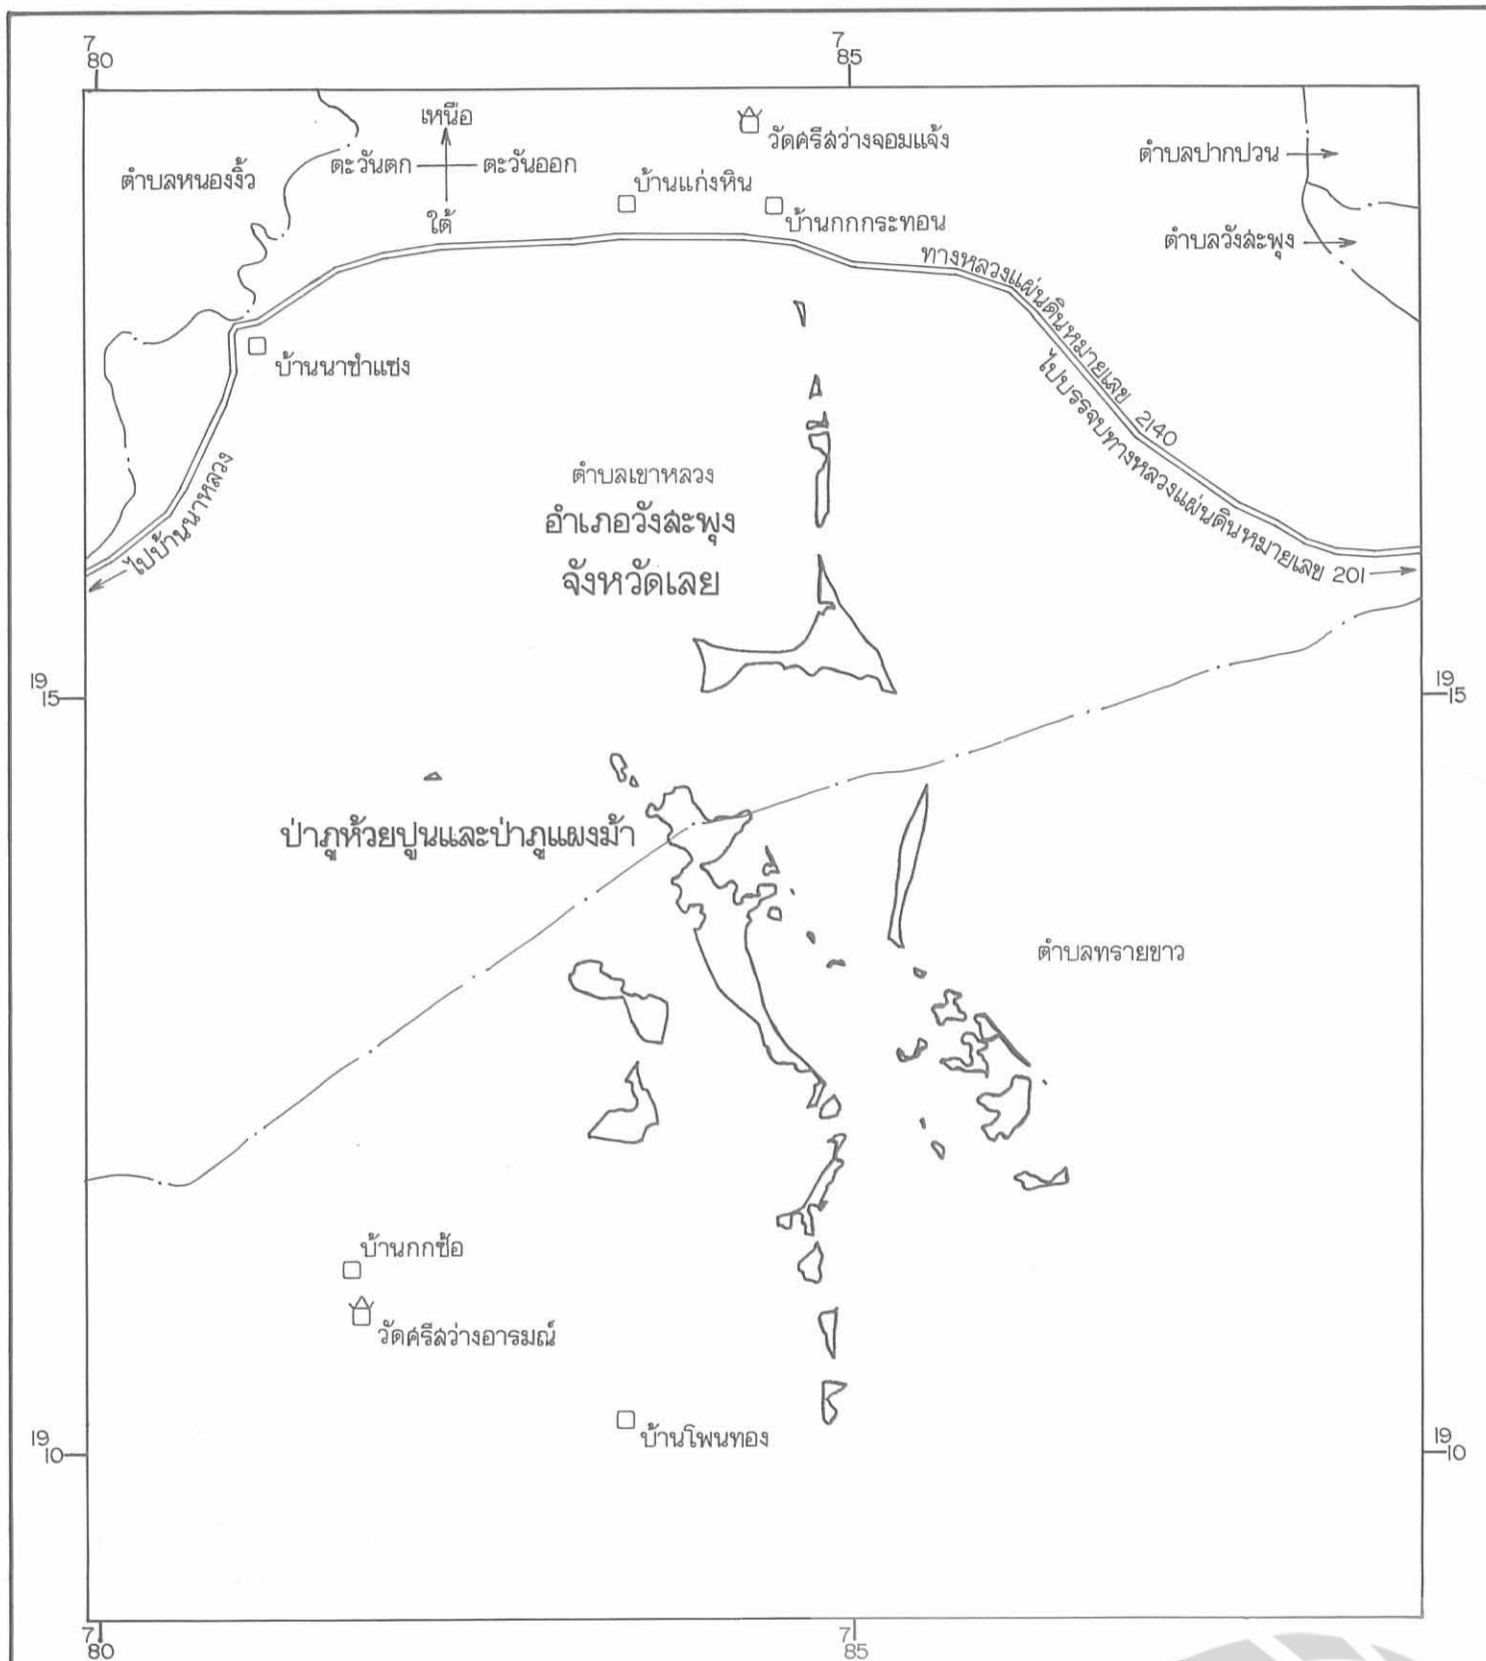 7
80
7
85
เหนือ
ตะวันตก
ตะวันออก
ใต้
วัดศรีสว่างจอมแจ้ง
ตำบลปากปวน
ตำบลหนองงิ้ว
บ้านแก่งหิน
บ้านกกกระทอน
ตำบลวังสะพุง
ทางหลวงแผ่นดินหมายเลข 2140
ไปบรรจบทางหลวงแผ่นดินหมายเลข 201
บ้านนาซำแซง
ไปบ้านนาหลวง
ตำบลเขาหลวง
อำเภอวังสะพุง
จังหวัดเลย
19
15
19
15
ป่าภูห้วยปูนและป่าภูแผงม้า
ตำบลทรายขาว
บ้านกกซ้อ
วัดศรีสว่างอารมณ์
บ้านโพนทอง
19
10
19
10
7
80
7
85